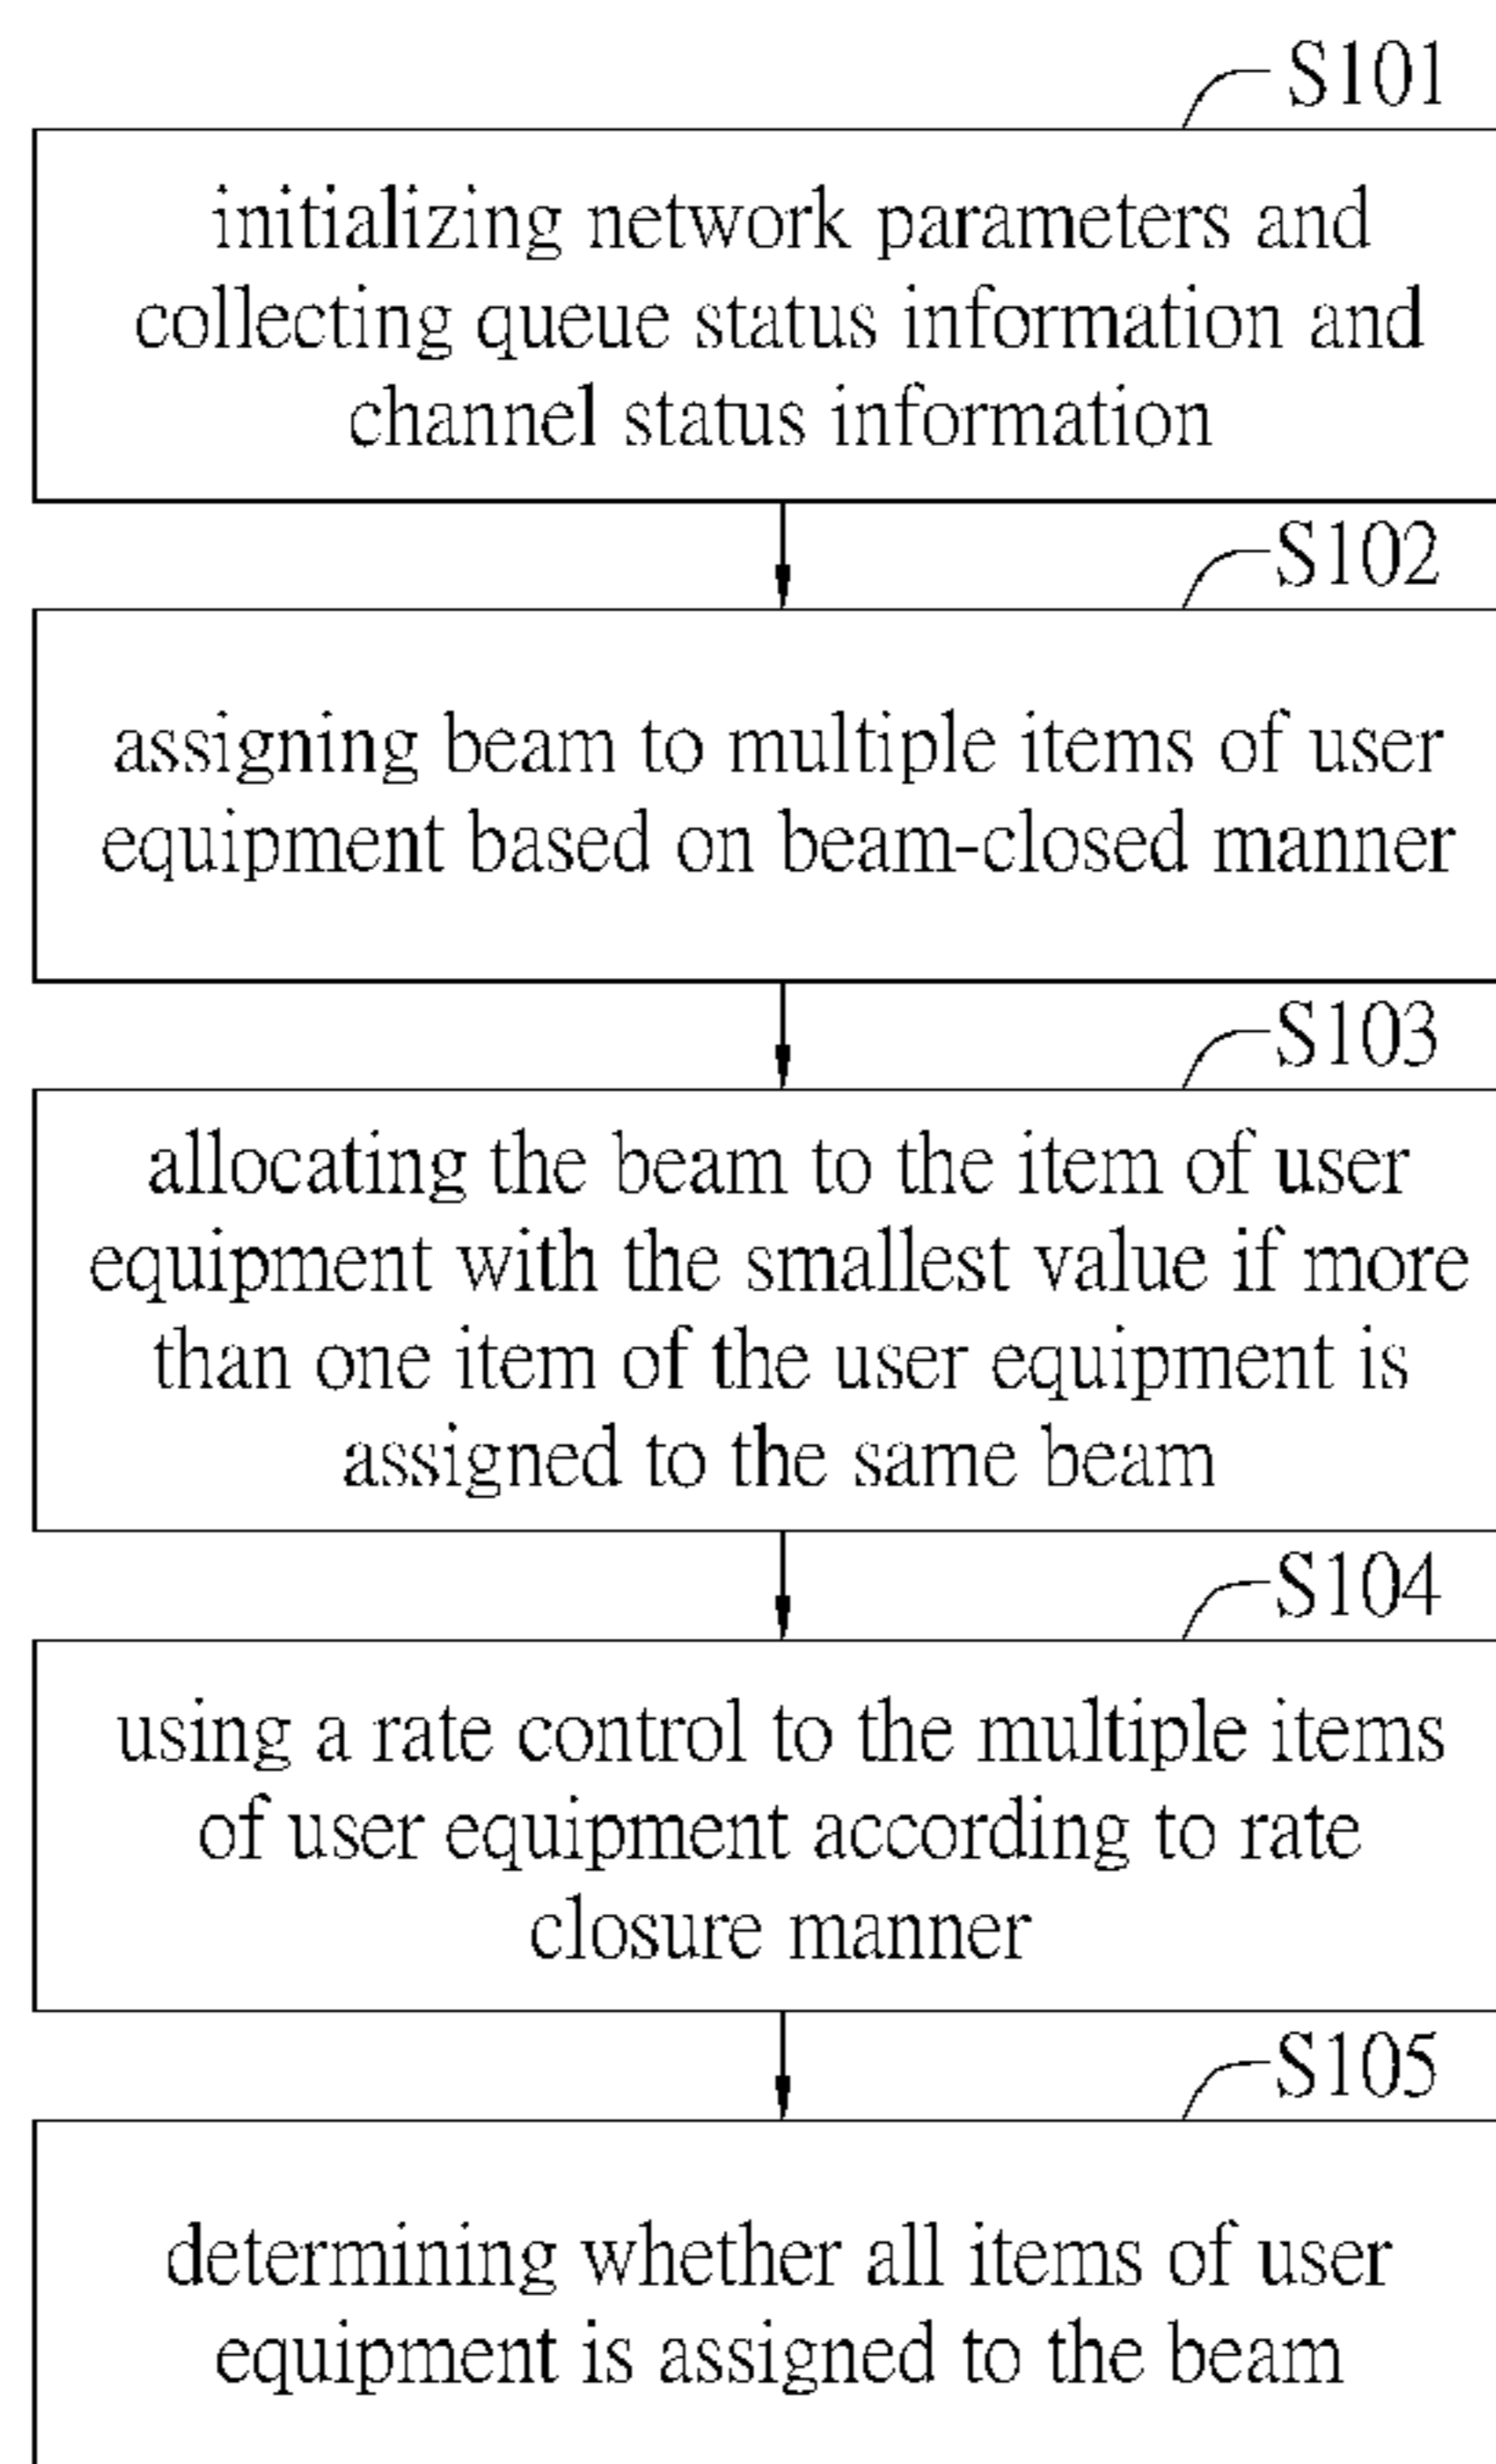 S101
initializing network parameters and
collecting queue status information and
channel status information
S102
assigning beam to multiple items of user
equipment based on beam-closed manner
S103
allocating the beam to the item of user
equipment with the smallest value if more
than one item of the user equipment is
assigned to the same beam
S104
using a rate control to the multiple items
of user equipment according to rate
closure manner
S105
determining whether all items of user
equipment is assigned to the beam